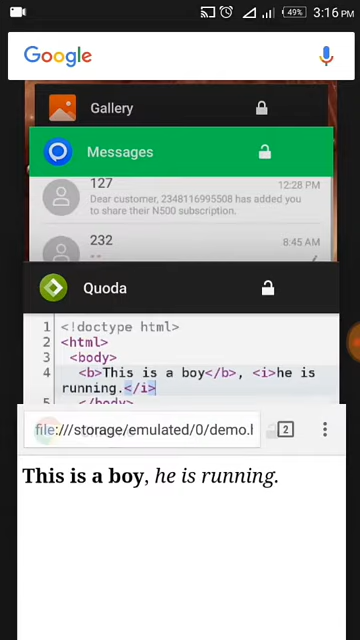 49% 3:16 PM
Google
Gallery
Messages
127 12:28 PM
Dear customer, 2348116995508 has added you
to share their N500 subscription.
232 8:45 AM
Quoda
1 <!doctype html>
2 <html>
3 <body>
4 <b>This is a boy</b>, <i>he is
running.</i>
5 </body>
file:///storage/emulated/0/demo.h 2
This is a boy, he is running.